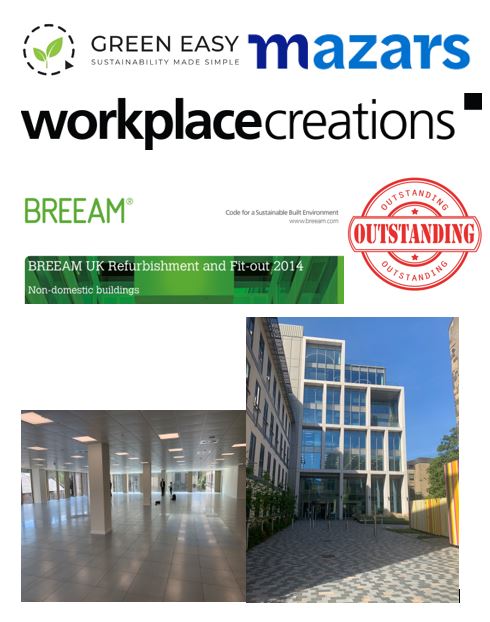 GREEN EASY
SUSTAINABILITY MADE SIMPLE
mazars
workplacecreations
BREEAM®
Code for a Sustainable Built Environment
www.breeam.com
OUTSTANDING
OUTSTANDING
OUTSTANDING
BREEAM UK Refurbishment and Fit-out 2014
Non-domestic buildings